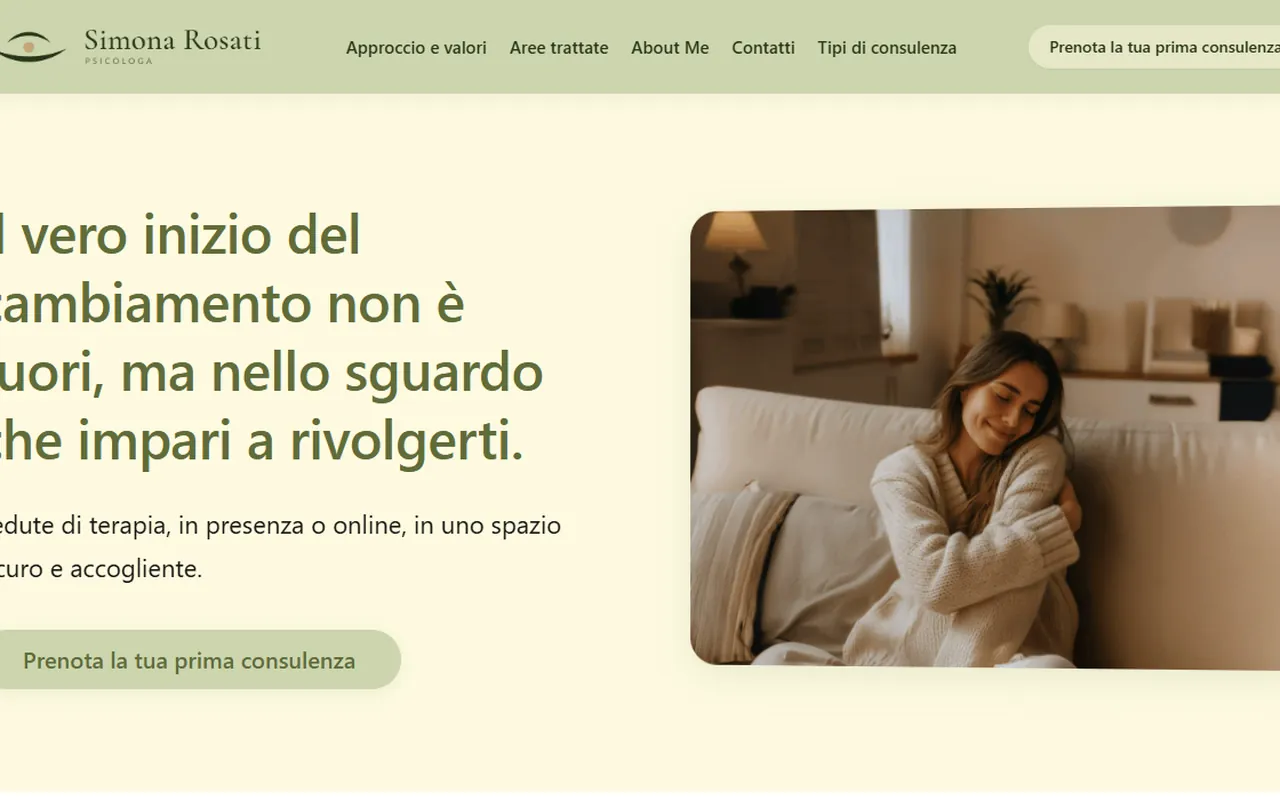 Simona Rosati
PSICOLOGA
Approccio e valori
Aree trattate
About Me
Contatti
Tipi di consulenza
Prenota la tua prima consulenza
l vero inizio del
cambiamento non è
uori, ma nello sguardo
che impari a rivolgerti.
edute di terapia, in presenza o online, in uno spazio
curo e accogliente.
Prenota la tua prima consulenza